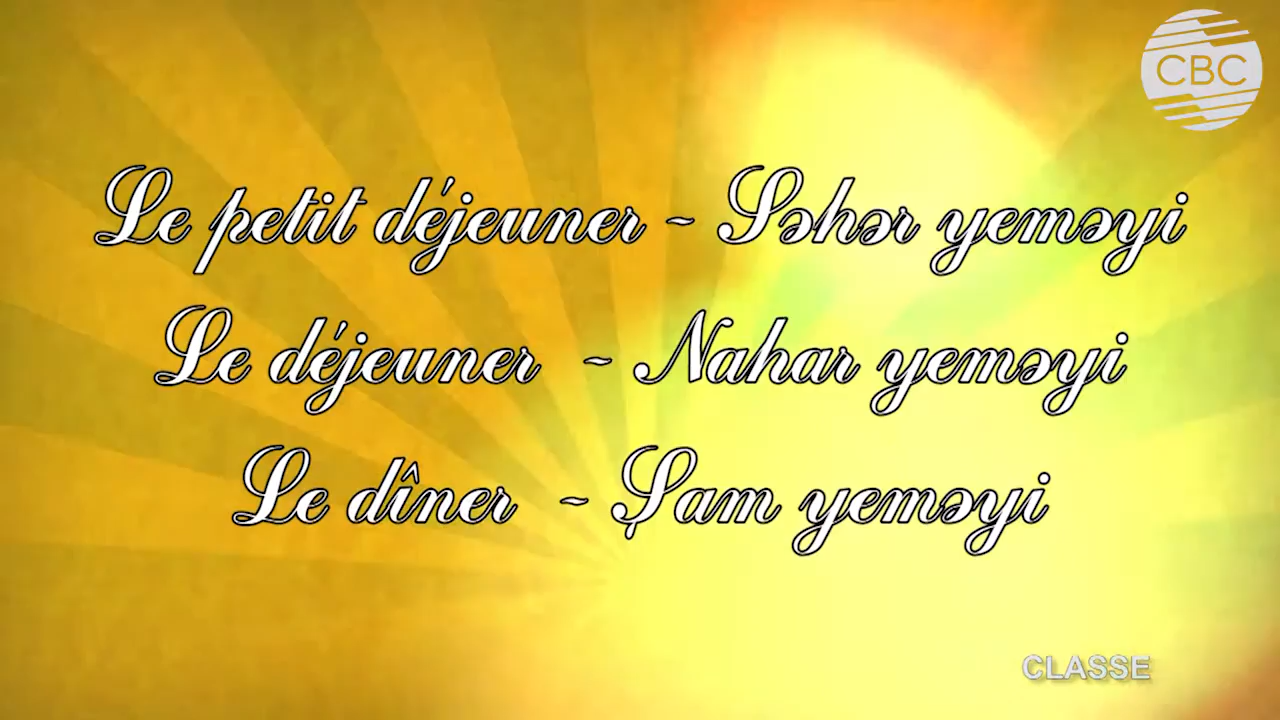 CBC
Le petit déjeuner - Səhər yeməyi
Le déjeuner - Nahar yeməyi
Le dîner - Şam yeməyi
CLASSE